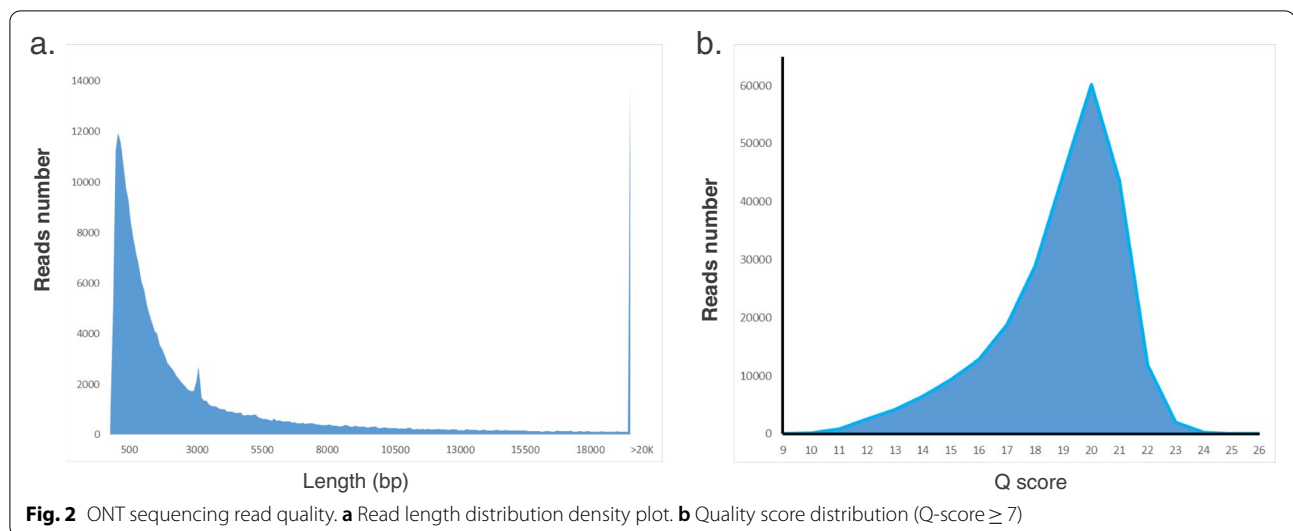 a.
14000
12000
10000
8000
6000
4000
2000
0
Reads number
500 3000 5500 8000 10500 13000 15500 18000 >20K
Length (bp)
b.
60000
50000
40000
30000
20000
10000
0
Reads number
9 10 11 12 13 14 15 16 17 18 19 20 21 22 23 24 25 26
Q score
Fig. 2 ONT sequencing read quality. a Read length distribution density plot. b Quality score distribution (Q-score ≥ 7)